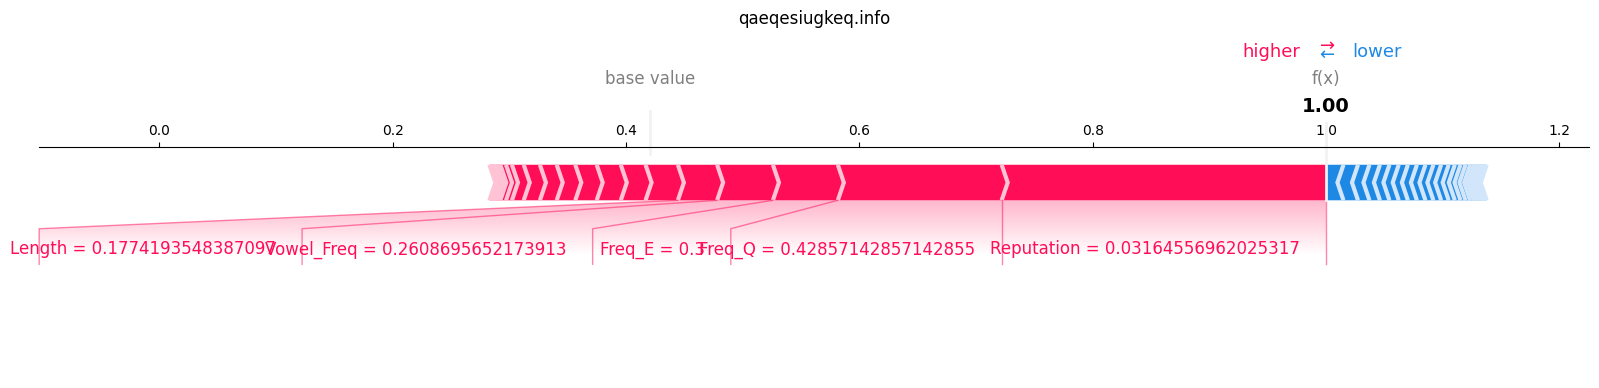 qaeqesiugkeq.info
higher ⇄ lower
base value f(x)
1.00
0.0 0.2 0.4 0.6 0.8 1.0 1.2
Length = 0.1774193548387097 Vowel_Freq = 0.2608695652173913 Freq_E = 0.3 Freq_Q = 0.42857142857142855 Reputation = 0.03164556962025317